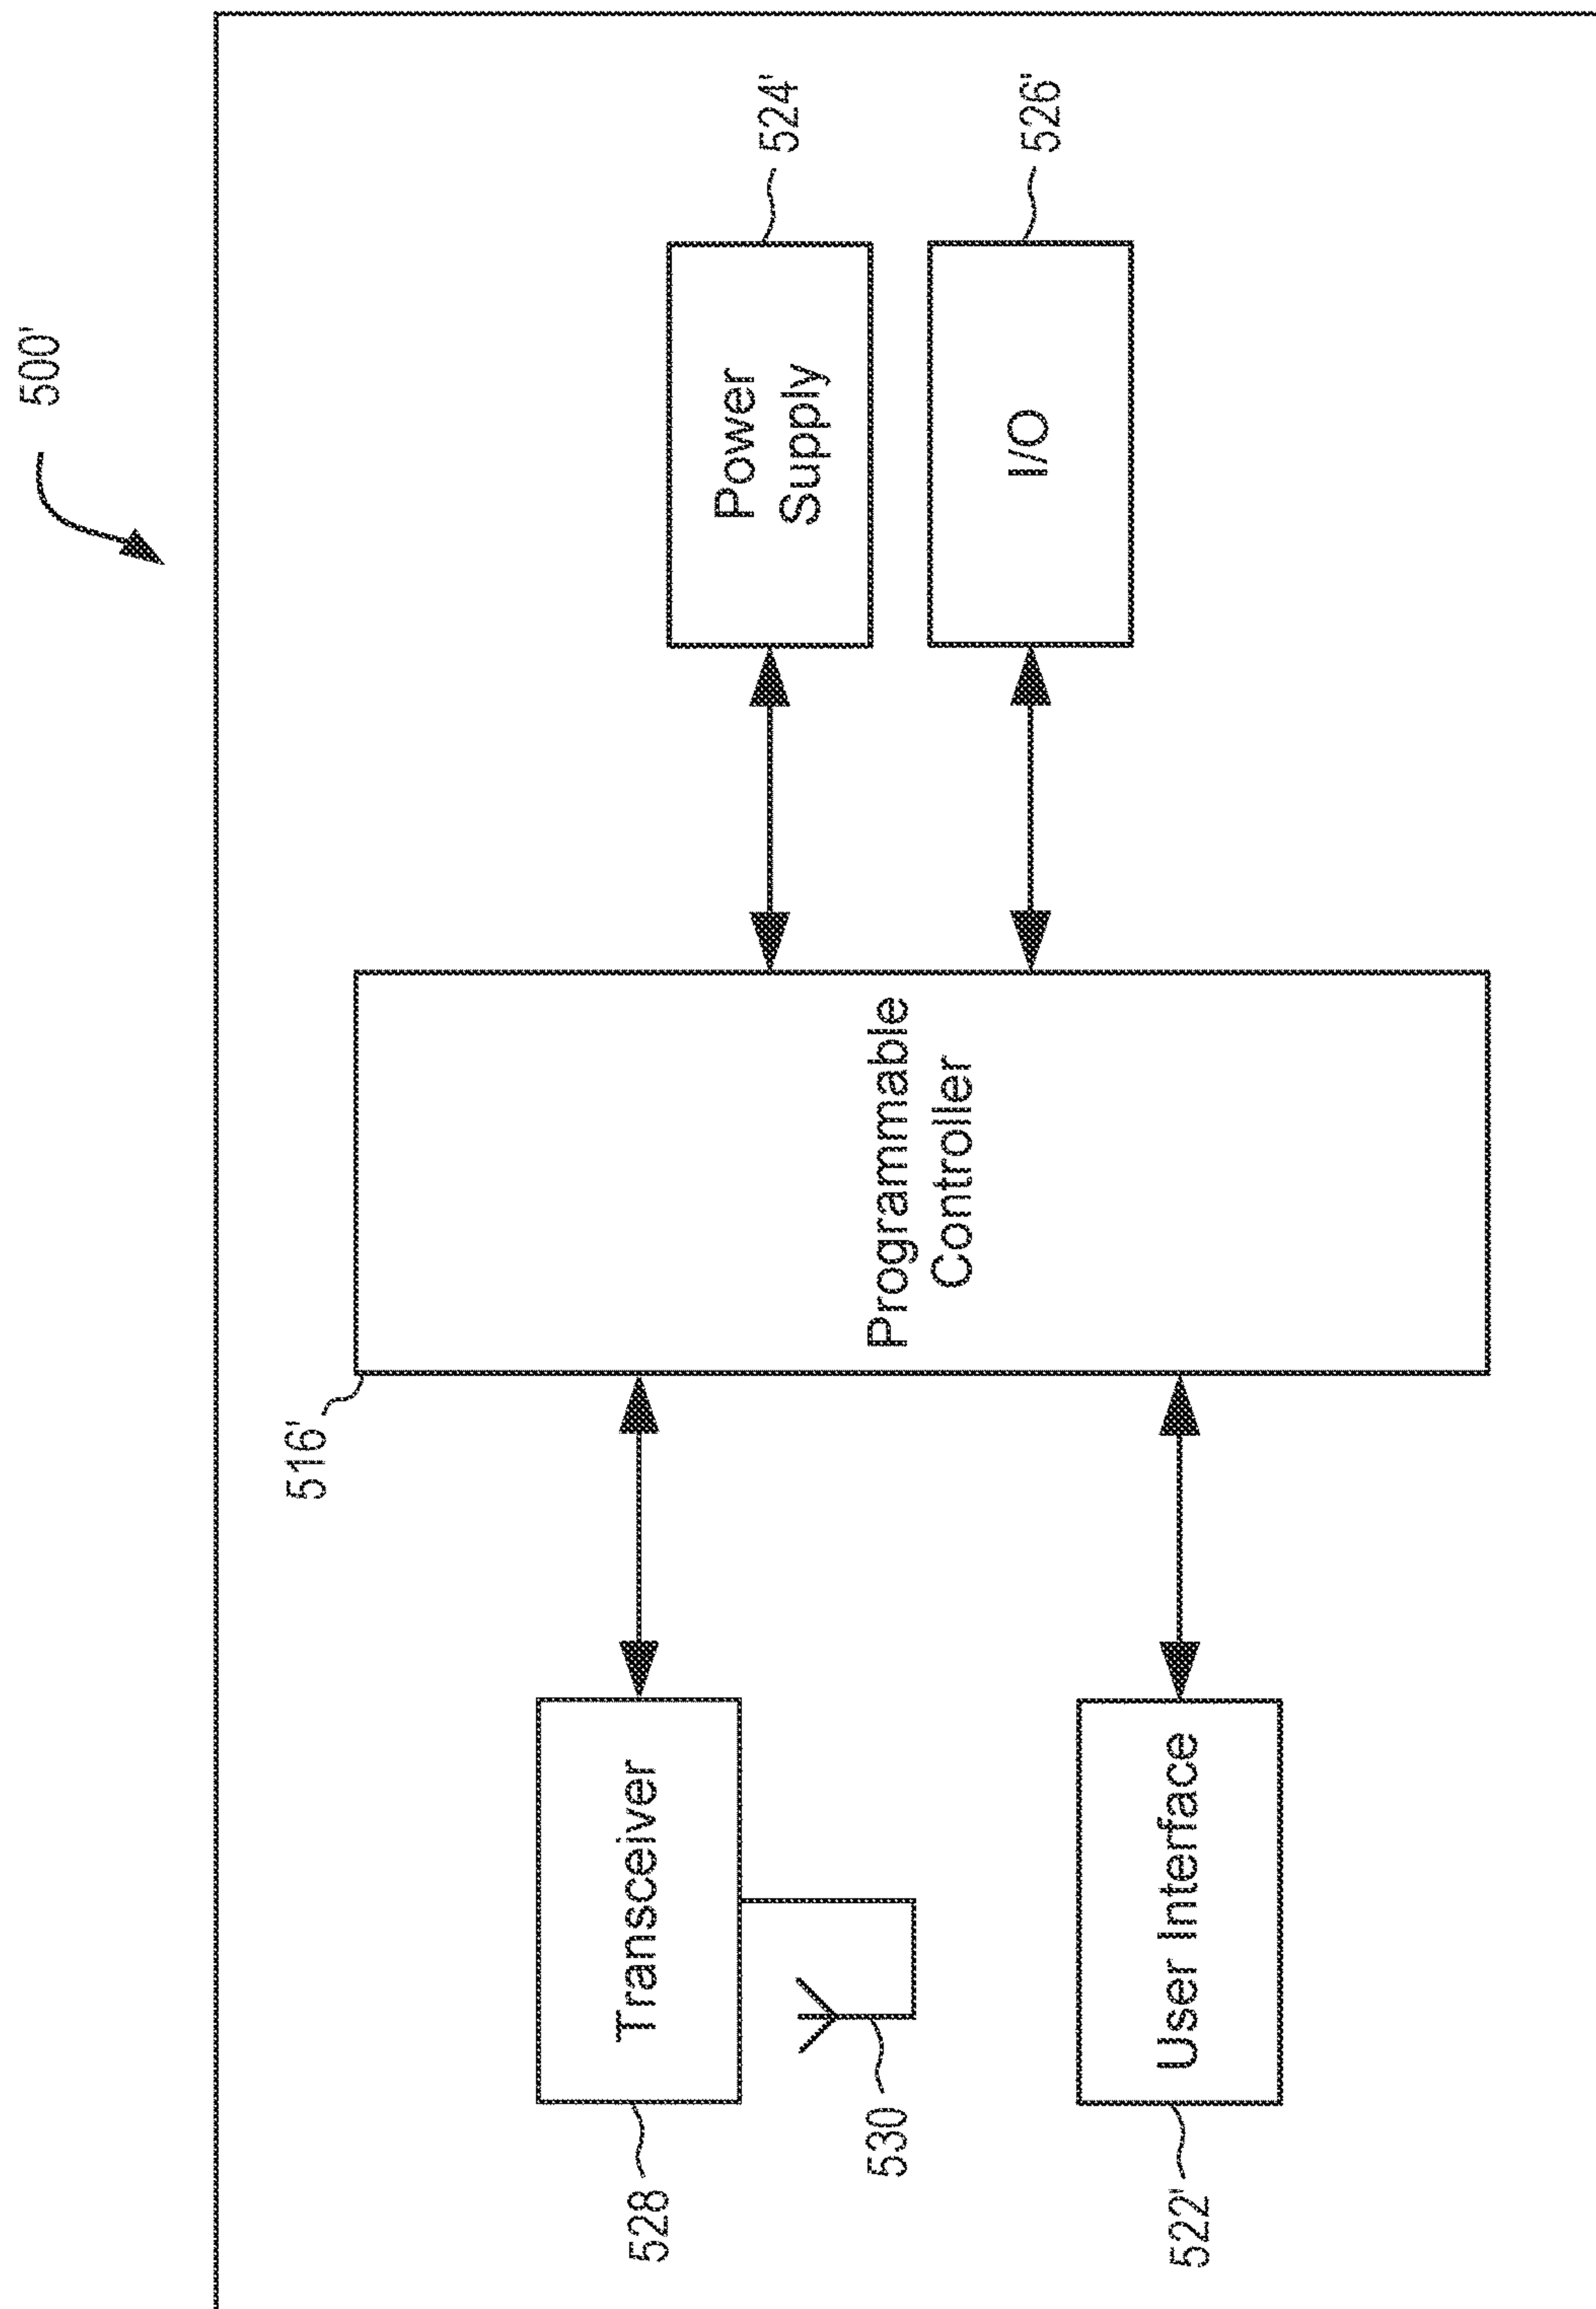 500'
516'
528
Transceiver
530
Programmable
Controller
Power
Supply
524'
522'
User Interface
I/O
526'